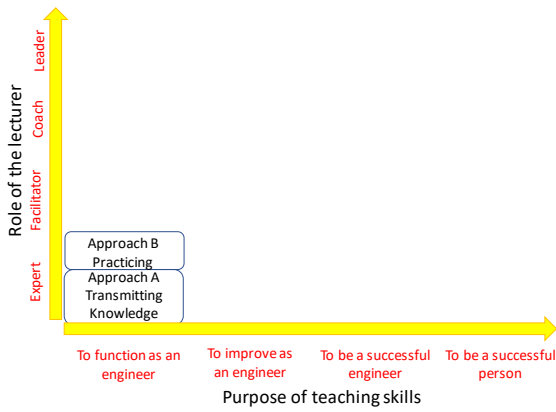 Role of the lecturer
Leader
Coach
Facilitator
Expert
Approach B
Practicing
Approach A
Transmitting
Knowledge
To function as an
engineer
To improve as
an engineer
To be a successful
engineer
To be a successful
person
Purpose of teaching skills